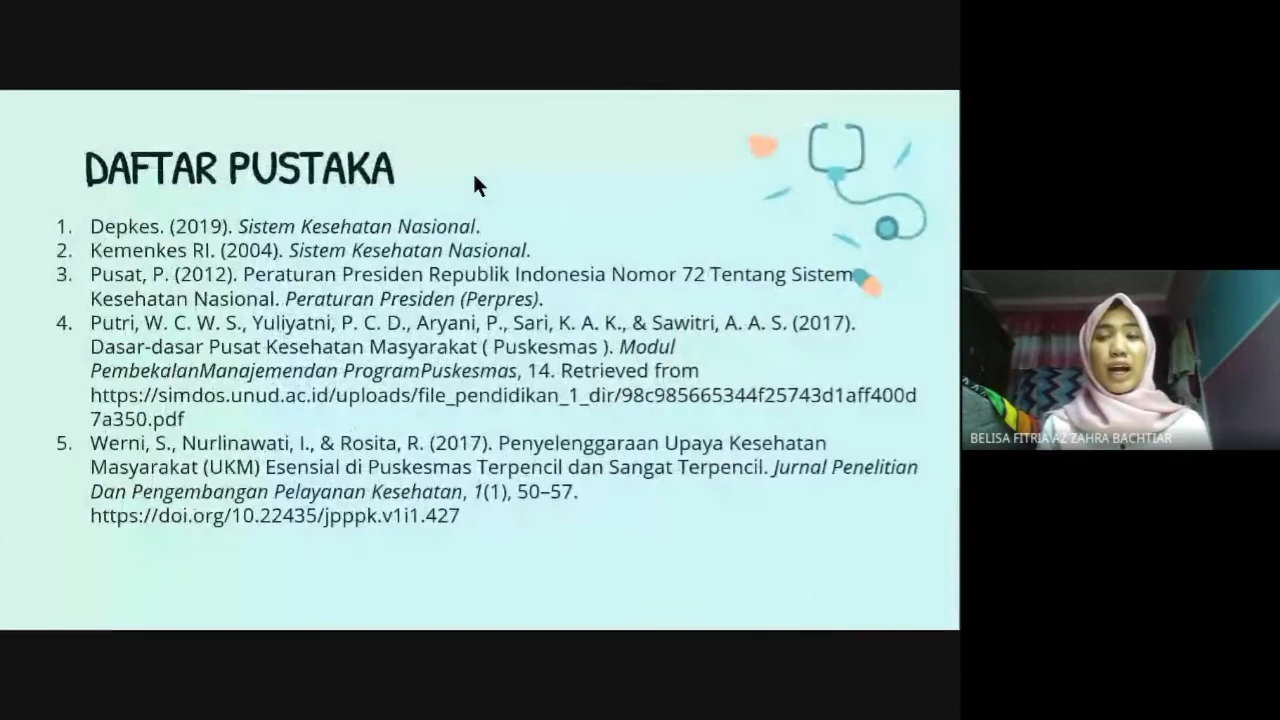 DAFTAR PUSTAKA
1. Depkes. (2019). Sistem Kesehatan Nasional.
2. Kemenkes RI. (2004). Sistem Kesehatan Nasional.
3. Pusat, P. (2012). Peraturan Presiden Republik Indonesia Nomor 72 Tentang Sistem
Kesehatan Nasional. Peraturan Presiden (Perpres).
4. Putri, W. C. W. S., Yuliyatni, P. C. D., Aryani, P., Sari, K. A. K., & Sawitri, A. A. S. (2017).
Dasar-dasar Pusat Kesehatan Masyarakat ( Puskesmas ). Modul
PembekalanManajemendan ProgramPuskesmas, 14. Retrieved from
https://simdos.unud.ac.id/uploads/file_pendidikan_1_dir/98c985665344f25743d1aff400d
7a350.pdf
5. Werni, S., Nurlinawati, I., & Rosita, R. (2017). Penyelenggaraan Upaya Kesehatan
Masyarakat (UKM) Esensial di Puskesmas Terpencil dan Sangat Terpencil. Jurnal Penelitian
Dan Pengembangan Pelayanan Kesehatan, 1(1), 50–57.
https://doi.org/10.22435/jpppk.v1i1.427
BELISA FITRIA AZ ZAHRA BACHTIAR